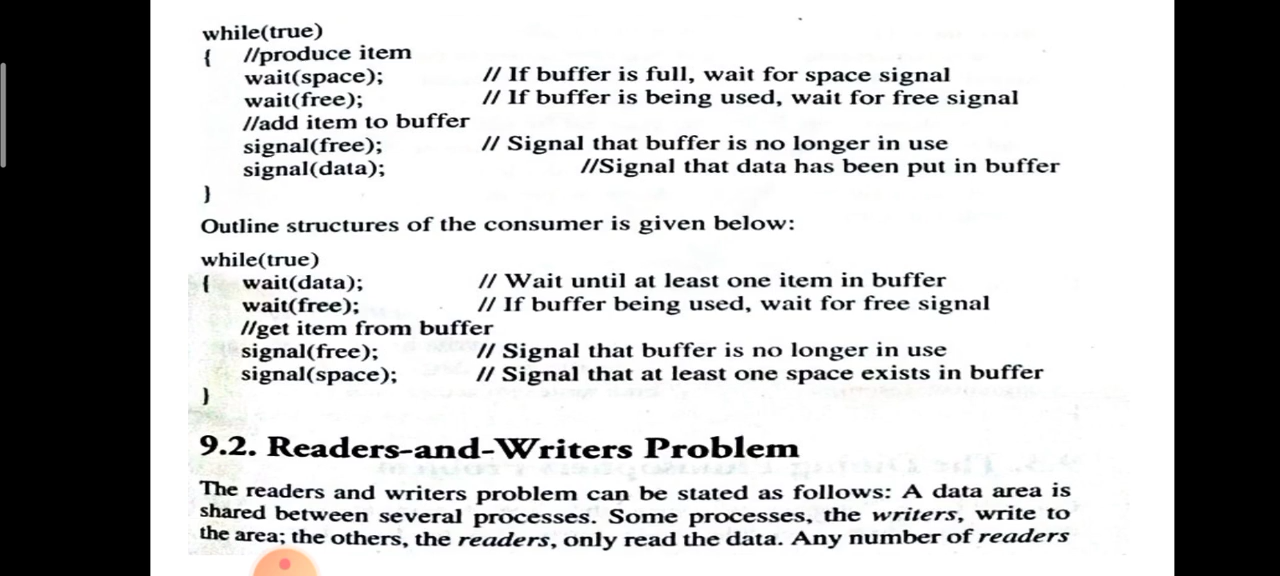 while(true)
{ //produce item
wait(space); // If buffer is full, wait for space signal
wait(free); // If buffer is being used, wait for free signal
//add item to buffer
signal(free); // Signal that buffer is no longer in use
signal(data); //Signal that data has been put in buffer
}
Outline structures of the consumer is given below:
while(true)
{ wait(data); // Wait until at least one item in buffer
wait(free); // If buffer being used, wait for free signal
//get item from buffer
signal(free); // Signal that buffer is no longer in use
signal(space); // Signal that at least one space exists in buffer
}
9.2. Readers-and-Writers Problem
The readers and writers problem can be stated as follows: A data area is
shared between several processes. Some processes, the writers, write to
the area; the others, the readers, only read the data. Any number of readers